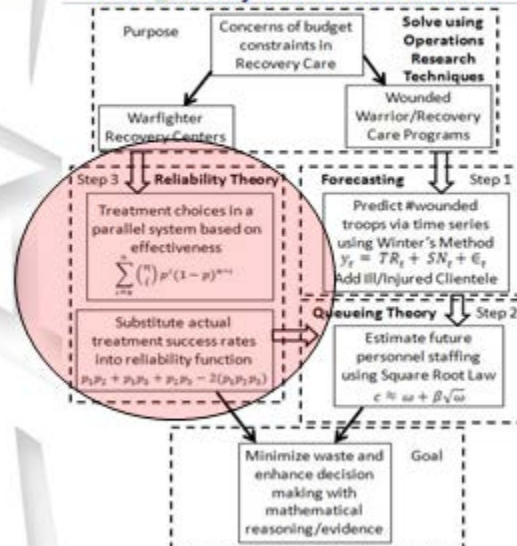 Purpose
Concerns of budget
constraints in
Recovery Care
Solve using
Operations
Research
Techniques
Warfighter
Recovery Centers
Wounded
Warrior/Recovery
Care Programs
Step 3 Reliability Theory
Treatment choices in a
parallel system based on
effectiveness
Substitute actual
treatment success rates
into reliability function
p₁p₂ + p₁p₃ + p₂p₃ − 2(p₁p₂p₃)
Forecasting Step 1
Predict #wounded
troops via time series
using Winter's Method
yₜ = TRₜ + SNₜ + ∈ₜ
Add Ill/Injured Clientele
Queueing Theory Step 2
Estimate future
personnel staffing
using Square Root Law
c ≈ ω + β√ω
Minimize waste and
enhance decision
making with
mathematical
reasoning/evidence
Goal